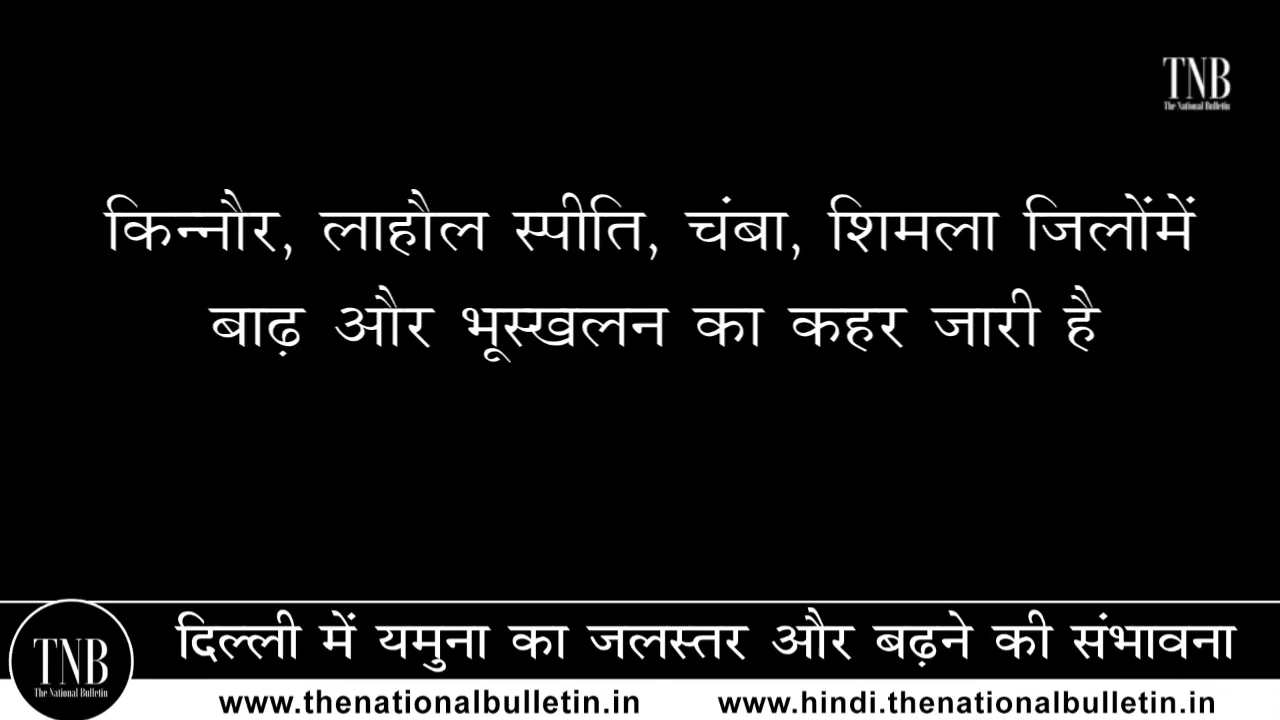 TNB
The National Bulletin
किन्नौर, लाहौल स्पीति, चंबा, शिमला जिलोंमें
बाढ़ और भूस्खलन का कहर जारी है
दिल्ली में यमुना का जलस्तर और बढ़ने की संभावना
TNB
The National Bulletin
www.thenationalbulletin.in www.hindi.thenationalbulletin.in